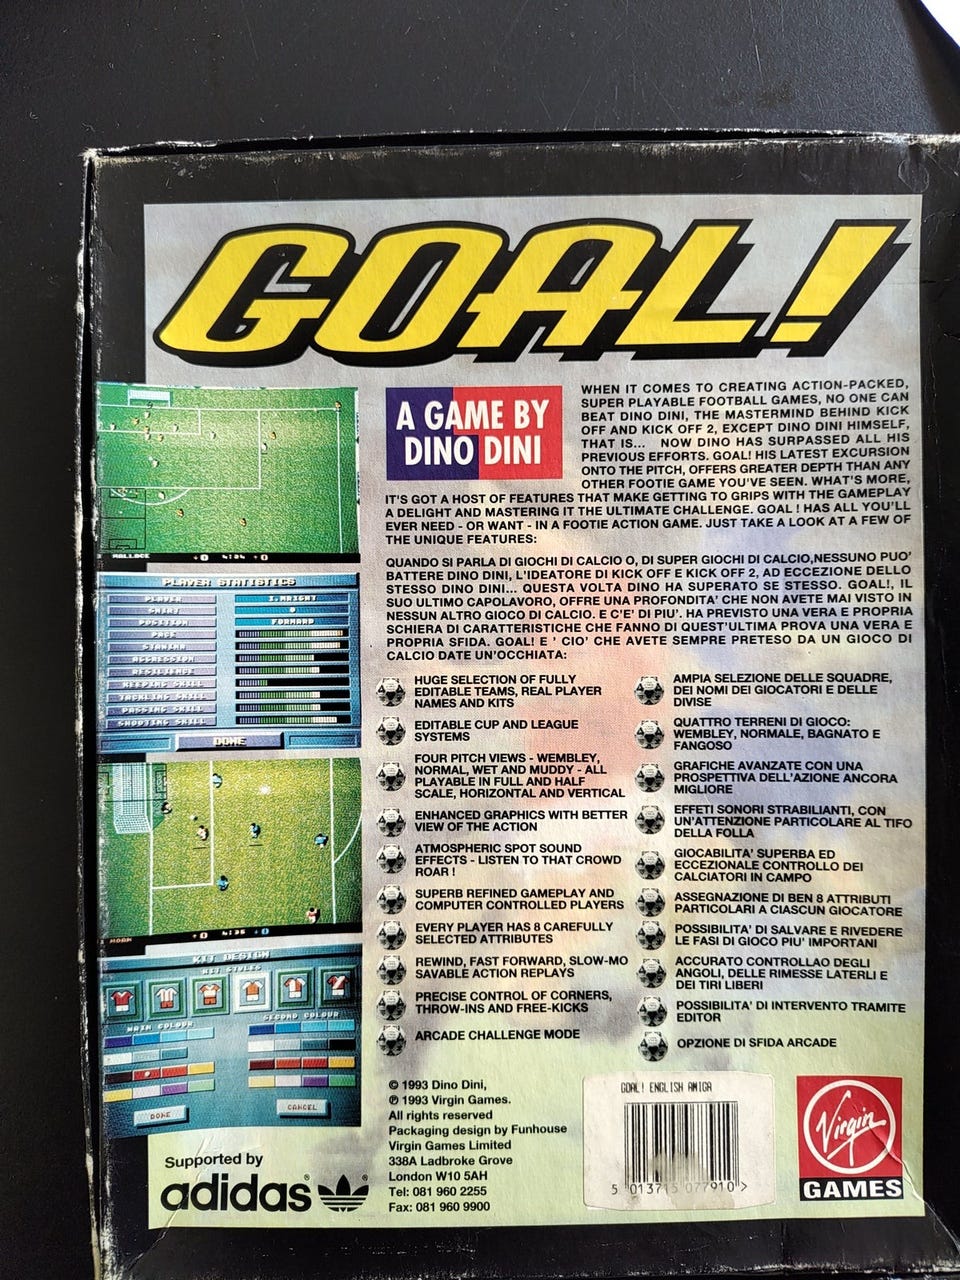 GOAL!
A GAME BY
DINO DINI
WHEN IT COMES TO CREATING ACTION-PACKED,
SUPER PLAYABLE FOOTBALL GAMES, NO ONE CAN
BEAT DINO DINI, THE MASTERMIND BEHIND KICK
OFF AND KICK OFF 2, EXCEPT DINO DINI HIMSELF,
THAT IS... NOW DINO HAS SURPASSED ALL HIS
PREVIOUS EFFORTS. GOAL! HIS LATEST EXCURSION
ONTO THE PITCH, OFFERS GREATER DEPTH THAN ANY
OTHER FOOTIE GAME YOU'VE SEEN. WHAT'S MORE,
IT'S GOT A HOST OF FEATURES THAT MAKE GETTING TO GRIPS WITH THE GAMEPLAY
A DELIGHT AND MASTERING IT THE ULTIMATE CHALLENGE. GOAL ! HAS ALL YOU'LL
EVER NEED - OR WANT - IN A FOOTIE ACTION GAME. JUST TAKE A LOOK AT A FEW OF
THE UNIQUE FEATURES:
QUANDO SI PARLA DI GIOCHI DI CALCIO O, DI SUPER GIOCHI DI CALCIO,NESSUNO PUO'
BATTERE DINO DINI, L'IDEATORE DI KICK OFF E KICK OFF 2, AD ECCEZIONE DELLO
STESSO DINO DINI... QUESTA VOLTA DINO HA SUPERATO SE STESSO. GOAL!, IL
SUO ULTIMO CAPOLAVORO, OFFRE UNA PROFONDITA' CHE NON AVETE MAI VISTO IN
NESSUN ALTRO GIOCO DI CALCIO. E C'E' DI PIU'. HA PREVISTO UNA VERA E PROPRIA
SCHIERA DI CARATTERISTICHE CHE FANNO DI QUEST'ULTIMA PROVA UNA VERA E
PROPRIA SFIDA. GOAL! E ' CIO' CHE AVETE SEMPRE PRETESO DA UN GIOCO DI
CALCIO DATE UN'OCCHIATA:
HUGE SELECTION OF FULLY
EDITABLE TEAMS, REAL PLAYER
NAMES AND KITS
EDITABLE CUP AND LEAGUE
SYSTEMS
FOUR PITCH VIEWS - WEMBLEY,
NORMAL, WET AND MUDDY - ALL
PLAYABLE IN FULL AND HALF
SCALE, HORIZONTAL AND VERTICAL
ENHANCED GRAPHICS WITH BETTER
VIEW OF THE ACTION
ATMOSPHERIC SPOT SOUND
EFFECTS - LISTEN TO THAT CROWD
ROAR !
SUPERB REFINED GAMEPLAY AND
COMPUTER CONTROLLED PLAYERS
EVERY PLAYER HAS 8 CAREFULLY
SELECTED ATTRIBUTES
REWIND, FAST FORWARD, SLOW-MO
SAVABLE ACTION REPLAYS
PRECISE CONTROL OF CORNERS,
THROW-INS AND FREE-KICKS
ARCADE CHALLENGE MODE
AMPIA SELEZIONE DELLE SQUADRE,
DEI NOMI DEI GIOCATORI E DELLE
DIVISE
QUATTRO TERRENI DI GIOCO:
WEMBLEY, NORMALE, BAGNATO E
FANGOSO
GRAFICHE AVANZATE CON UNA
PROSPETTIVA DELL'AZIONE ANCORA
MIGLIORE
EFFETI SONORI STRABILIANTI, CON
UN'ATTENZIONE PARTICOLARE AL TIFO
DELLA FOLLA
GIOCABILITA' SUPERBA ED
ECCEZIONALE CONTROLLO DEI
CALCIATORI IN CAMPO
ASSEGNAZIONE DI BEN 8 ATTRIBUTI
PARTICOLARI A CIASCUN GIOCATORE
POSSIBILITA' DI SALVARE E RIVEDERE
LE FASI DI GIOCO PIU' IMPORTANI
ACCURATO CONTROLLAO DEGLI
ANGOLI, DELLE RIMESSE LATERLI E
DEI TIRI LIBERI
POSSIBILITA' DI INTERVENTO TRAMITE
EDITOR
OPZIONE DI SFIDA ARCADE
WALLACE
PLAYER STATISTICS
PLAYER I.WRIGHT
SHIRT
POSITION FORWARD
PACE
STAMINA
AGGRESSION
RESILIENCE
KEEPING SKILL
TACKLING SKILL
PASSING SKILL
SHOOTING SKILL
DONE
KIT DESIGN
KIT STYLES
MAIN COLOUR SECOND COLOUR
DONE CANCEL
Supported by
adidas®
© 1993 Dino Dini,
℗ 1993 Virgin Games.
All rights reserved
Packaging design by Funhouse
Virgin Games Limited
338A Ladbroke Grove
London W10 5AH
Tel: 081 960 2255
Fax: 081 960 9900
GOAL! ENGLISH AMIGA
5 013715 077910 >
Virgin
GAMES